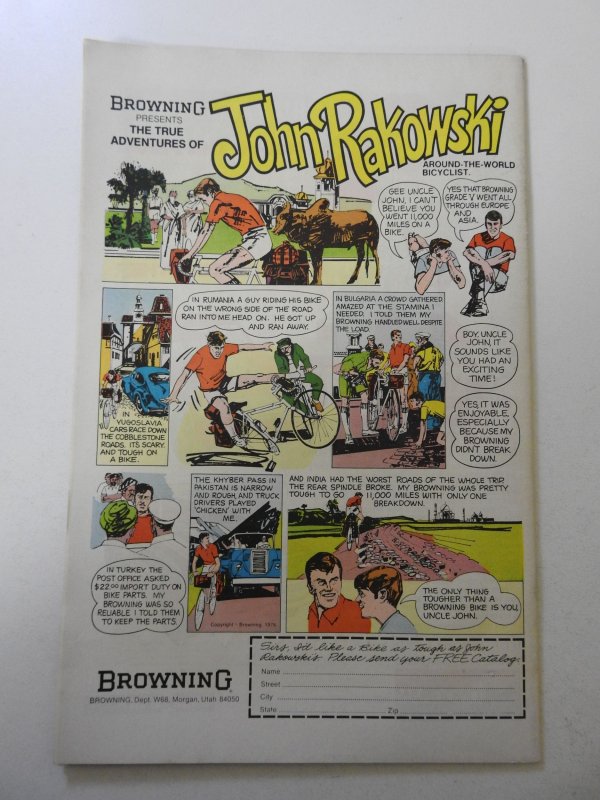 BROWNING
PRESENTS
THE TRUE
ADVENTURES OF
John Rakowski
AROUND-THE-WORLD
BICYCLIST.
GEE UNCLE
JOHN, I CAN'T
BELIEVE YOU
WENT 11,000
MILES ON A
BIKE.
YES THAT BROWNING
GRADE V WENT ALL
THROUGH EUROPE
AND
ASIA.
IN
YUGOSLAVIA
CARS RACE DOWN
THE COBBLESTONE
ROADS. IT'S SCARY.
AND TOUGH ON
A BIKE.
IN RUMANIA A GUY RIDING HIS BIKE
ON THE WRONG SIDE OF THE ROAD
RAN INTO ME HEAD ON. HE GOT UP
AND RAN AWAY.
IN BULGARIA A CROWD GATHERED,
AMAZED AT THE STAMINA I
NEEDED. I TOLD THEM MY
BROWNING HANDLED WELL DESPITE
THE LOAD.
BOY, UNCLE
JOHN, IT
SOUNDS LIKE
YOU HAD AN
EXCITING
TIME!
YES, IT WAS
ENJOYABLE,
ESPECIALLY
BECAUSE MY
BROWNING
DIDN'T BREAK
DOWN.
IN TURKEY THE
POST OFFICE ASKED
$22.00 IMPORT DUTY ON
BIKE PARTS. MY
BROWNING WAS SO
RELIABLE I TOLD THEM
TO KEEP THE PARTS.
THE KHYBER PASS IN
PAKISTAN IS NARROW
AND ROUGH, AND TRUCK
DRIVERS PLAYED
'CHICKEN' WITH
ME.
Copyright - Browning 1976
AND INDIA HAD THE WORST ROADS OF THE WHOLE TRIP.
THE REAR SPINDLE BROKE. MY BROWNING WAS PRETTY
TOUGH TO GO 11,000 MILES WITH ONLY ONE
BREAKDOWN.
THE ONLY THING
TOUGHER THAN A
BROWNING BIKE IS YOU,
UNCLE JOHN.
BROWNING
BROWNING, Dept. W68, Morgan, Utah 84050
Sirs, I'd like a Bike as tough as John
Rakowski's. Please send your FREE Catalog.
Name
Street
City
State Zip